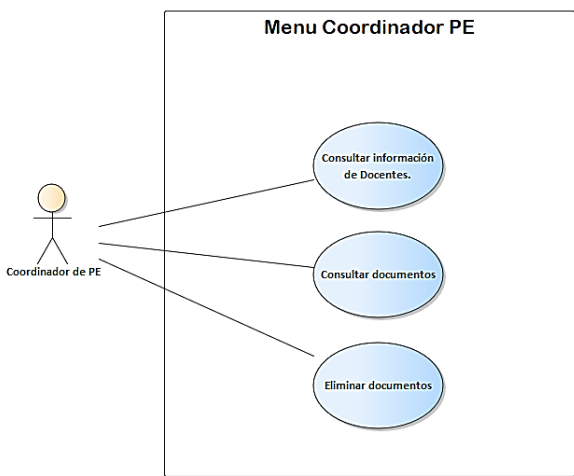 Menu Coordinador PE
Consultar información
de Docentes.
Coordinador de PE
Consultar documentos
Eliminar documentos